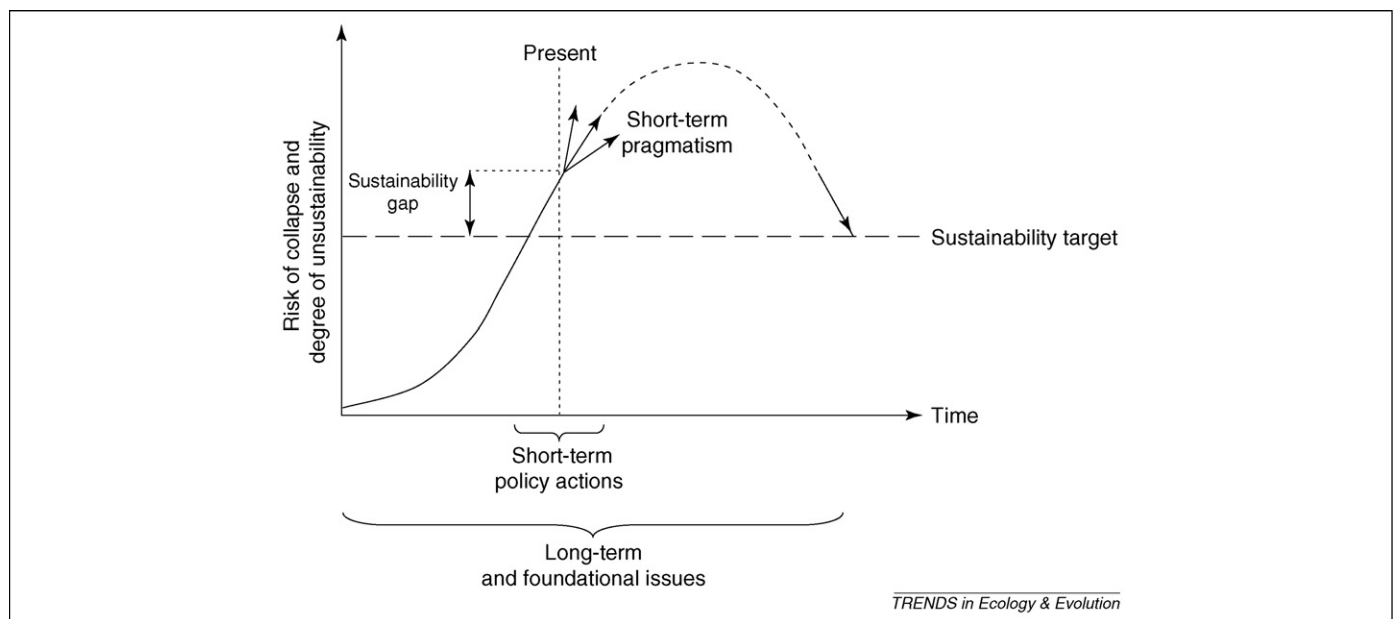 Present
Short-term
pragmatism
Sustainability
gap
Risk of collapse and
degree of unsustainability
Sustainability target
Time
Short-term
policy actions
Long-term
and foundational issues
TRENDS in Ecology & Evolution